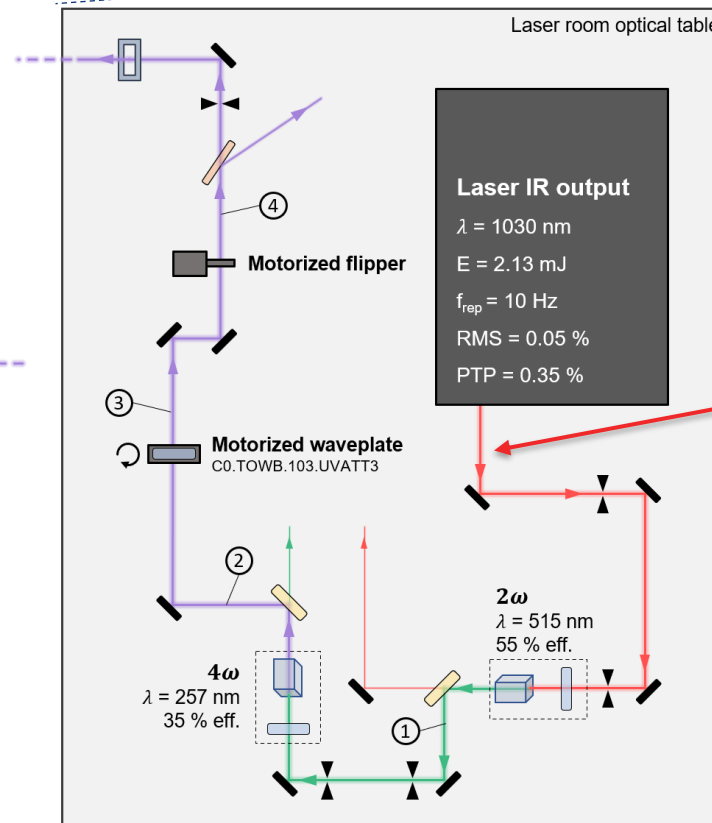 Laser room optical table
Laser IR output
λ = 1030 nm
E = 2.13 mJ
f_rep = 10 Hz
RMS = 0.05 %
PTP = 0.35 %
4
Motorized flipper
3
Motorized waveplate
C0.TOWB.103.UVATT3
2
2ω
λ = 515 nm
55 % eff.
4ω
λ = 257 nm
35 % eff.
1